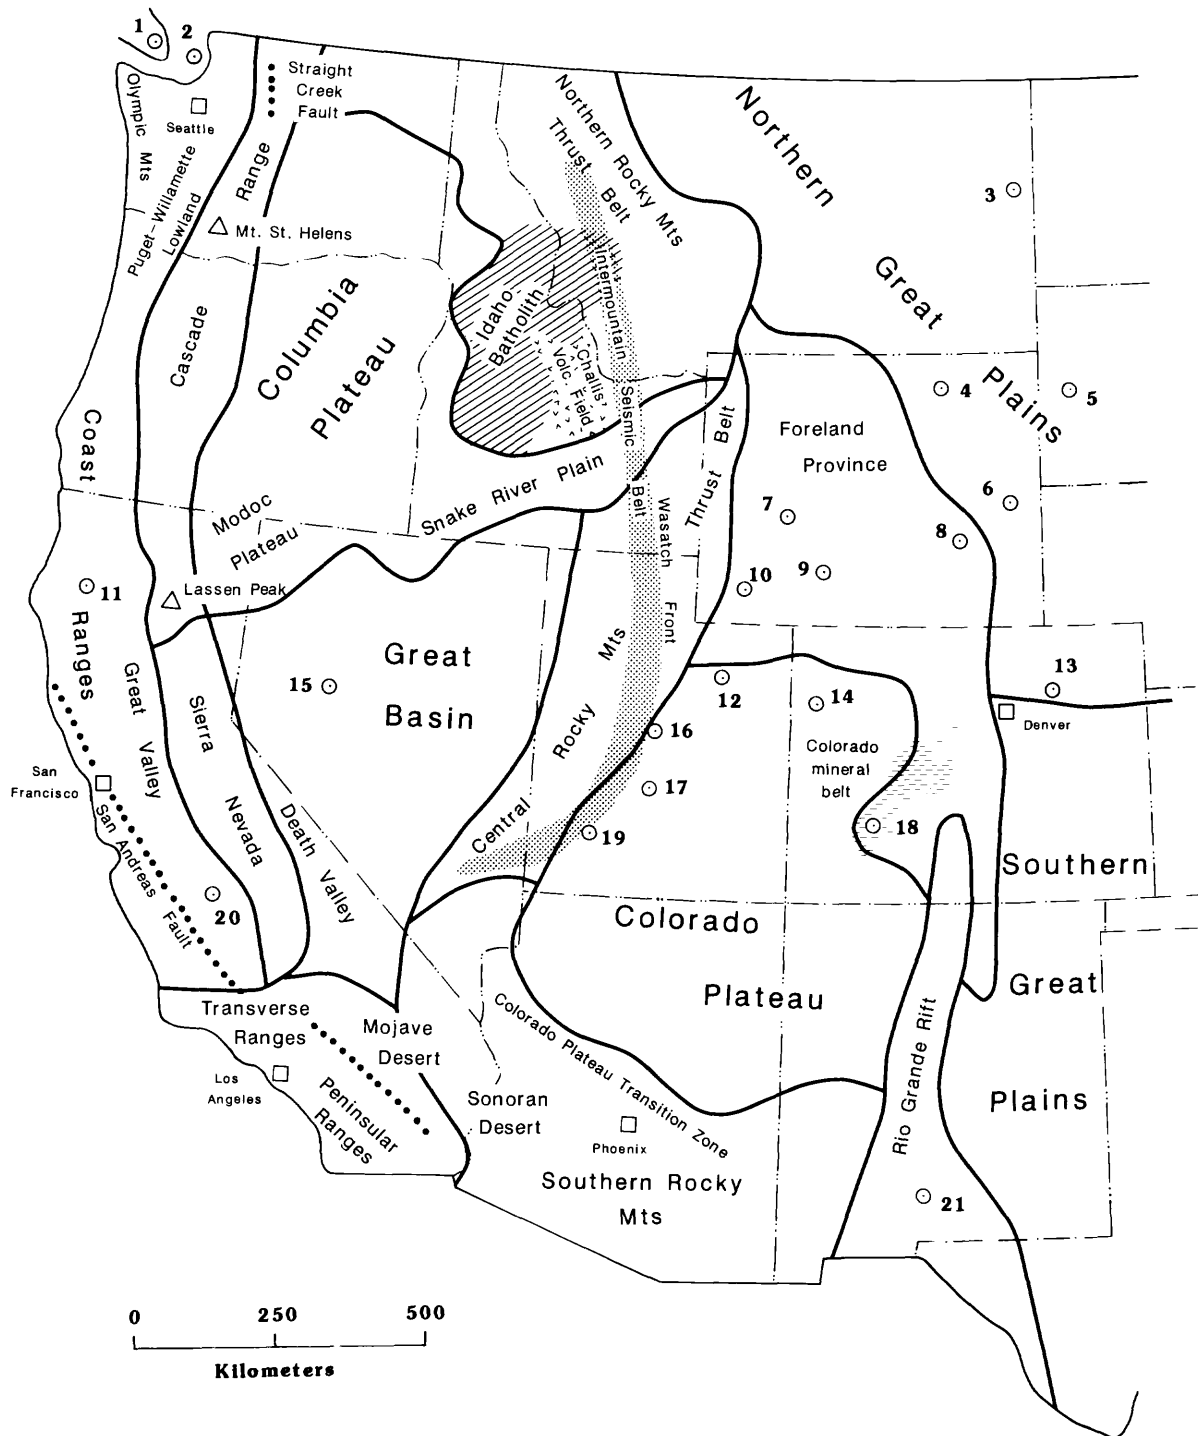 1
2
Straight
Creek
Fault
Olympic Mts
Seattle
Puget-Willamette
Lowland
Range
Mt. St. Helens
Cascade
Columbia
Plateau
Northern Rocky Mts
Thrust Belt
Northern
Great
Plains
3
Idaho
Batholith
Challis
Volc. Field
Intermountain
Seismic
Belt
4
5
Foreland
Province
Thrust Belt
6
7
8
9
10
Coast
Ranges
Modoc
Plateau
Snake River Plain
Wasatch
Front
11
Lassen Peak
Great
Valley
Great
Basin
15
Sierra
Nevada
Central
Rocky
Mts
12
13
14
Denver
Colorado
mineral
belt
16
17
18
19
San
Francisco
San Andreas
Fault
Death
Valley
20
Southern
Great
Plains
Colorado
Plateau
Transverse
Ranges
Mojave
Desert
Los
Angeles
Peninsular
Ranges
Sonoran
Desert
Colorado Plateau Transition Zone
Phoenix
Southern Rocky
Mts
Rio Grande Rift
21
0 250 500
Kilometers